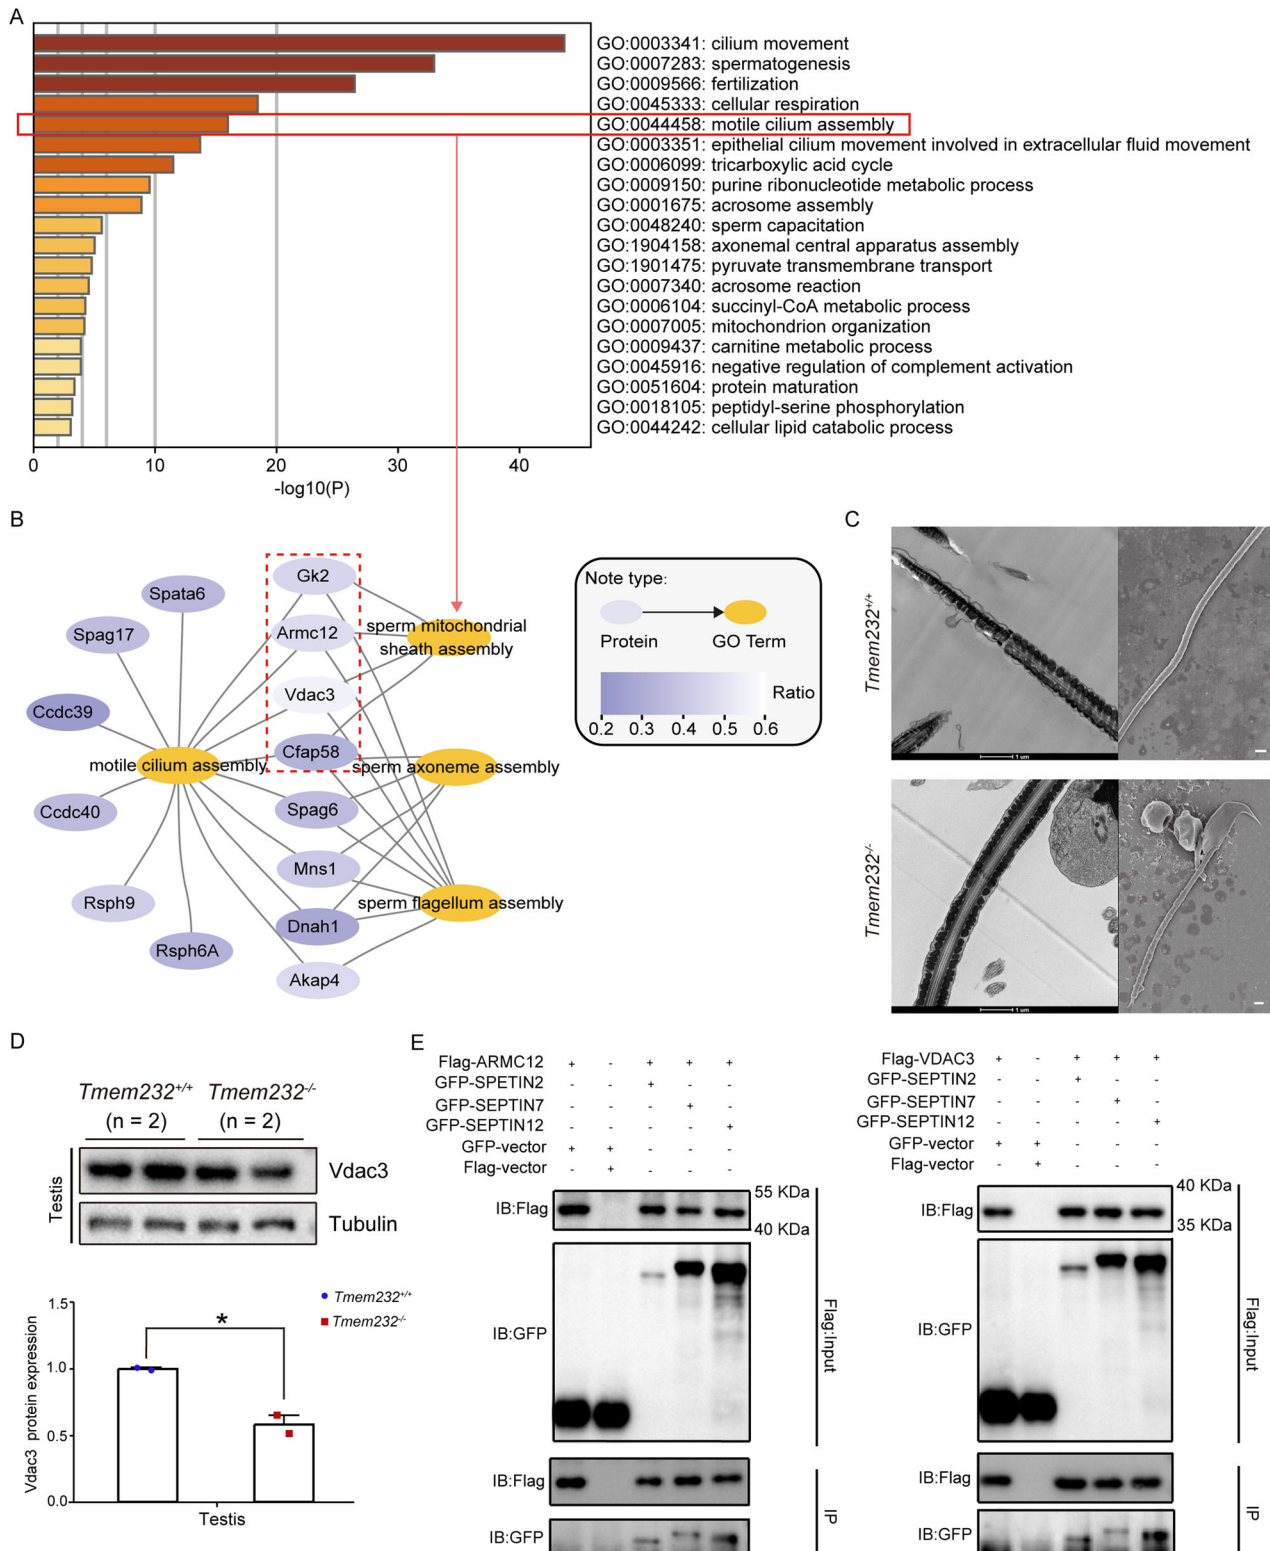 A
GO:0003341: cilium movement
GO:0007283: spermatogenesis
GO:0009566: fertilization
GO:0045333: cellular respiration
GO:0044458: motile cilium assembly
GO:0003351: epithelial cilium movement involved in extracellular fluid movement
GO:0006099: tricarboxylic acid cycle
GO:0009150: purine ribonucleotide metabolic process
GO:0001675: acrosome assembly
GO:0048240: sperm capacitation
GO:1904158: axonemal central apparatus assembly
GO:1901475: pyruvate transmembrane transport
GO:0007340: acrosome reaction
GO:0006104: succinyl-CoA metabolic process
GO:0007005: mitochondrion organization
GO:0009437: carnitine metabolic process
GO:0045916: negative regulation of complement activation
GO:0051604: protein maturation
GO:0018105: peptidyl-serine phosphorylation
GO:0044242: cellular lipid catabolic process
0 10 20 30 40
-log10(P)
B
Gk2
Spata6
Armc12
Spag17
sperm mitochondrial
sheath assembly
Vdac3
Ccdc39
Cfap58
motile cilium assembly
sperm axoneme assembly
Ccdc40
Spag6
Mns1
Rsph9
sperm flagellum assembly
Dnah1
Rsph6A
Akap4
Note type:
Protein
GO Term
Ratio
0.2 0.3 0.4 0.5 0.6
C
Tmem232+/+
1 um
Tmem232-/-
1 um
D
Tmem232+/+ Tmem232-/-
(n = 2) (n = 2)
Testis
Vdac3
Tubulin
Vdac3 protein expression
1.5
1.0
0.5
0.0
*
Tmem232+/+
Tmem232-/-
Testis
E
Flag-ARMC12 + - + + +
GFP-SPETIN2 - - + - -
GFP-SEPTIN7 - - - + -
GFP-SEPTIN12 - - - - +
GFP-vector + + - - -
Flag-vector - + - - -
55 KDa
IB:Flag
40 KDa
IB:GFP
Flag:Input
IB:Flag
IB:GFP
IP
Flag-VDAC3 + - + + +
GFP-SEPTIN2 - - + - -
GFP-SEPTIN7 - - - + -
GFP-SEPTIN12 - - - - +
GFP-vector + + - - -
Flag-vector - + - - -
40 KDa
IB:Flag
35 KDa
IB:GFP
Flag:Input
IB:Flag
IB:GFP
IP